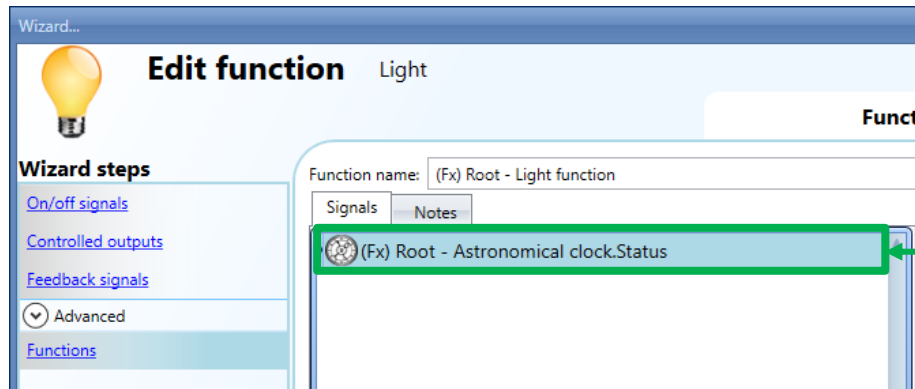 Wizard...
Edit function Light
Funct
Wizard steps
Function name: (Fx) Root - Light function
On/off signals
Signals Notes
Controlled outputs
(Fx) Root - Astronomical clock.Status
Feedback signals
Advanced
Functions